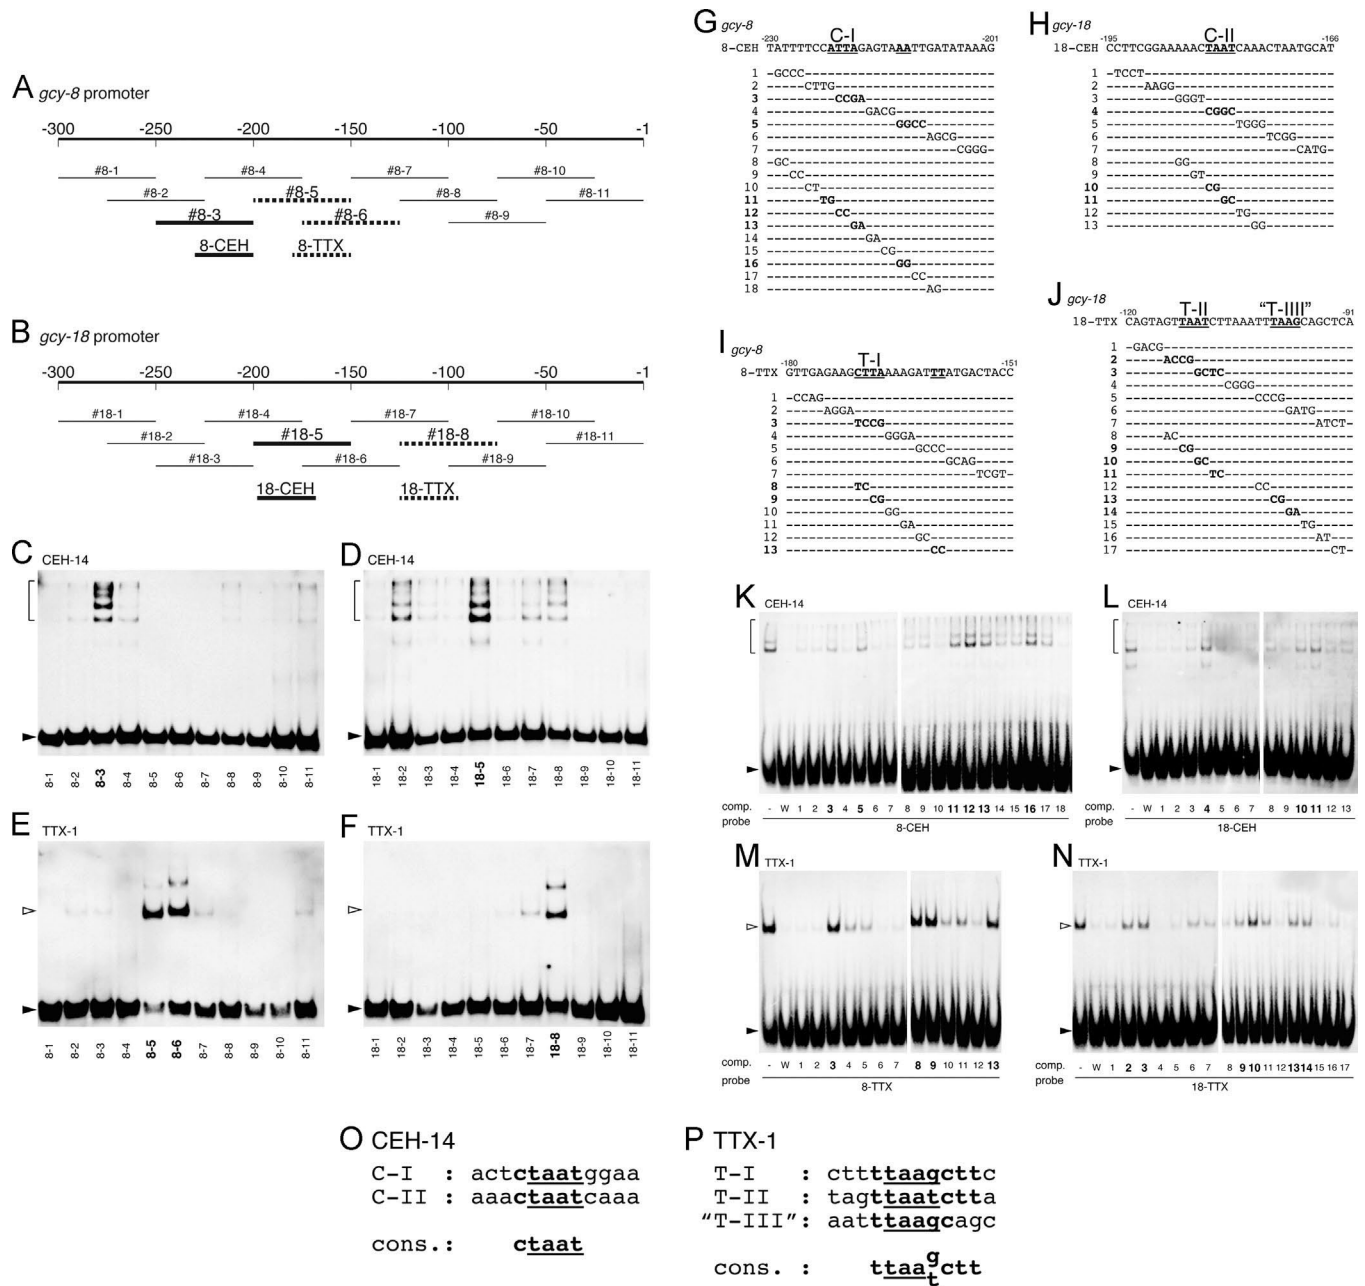 A gcy-8 promoter
-300 -250 -200 -150 -100 -50 -1
#8-1 #8-4 #8-7 #8-10
#8-2 #8-5 #8-8 #8-11
#8-3 #8-6 #8-9
8-CEH 8-TTX
B gcy-18 promoter
-300 -250 -200 -150 -100 -50 -1
#18-1 #18-4 #18-7 #18-10
#18-2 #18-5 #18-8 #18-11
#18-3 #18-6 #18-9
18-CEH 18-TTX
C CEH-14
8-1 8-2 8-3 8-4 8-5 8-6 8-7 8-8 8-9 8-10 8-11
D CEH-14
18-1 18-2 18-3 18-4 18-5 18-6 18-7 18-8 18-9 18-10 18-11
E TTX-1
8-1 8-2 8-3 8-4 8-5 8-6 8-7 8-8 8-9 8-10 8-11
F TTX-1
18-1 18-2 18-3 18-4 18-5 18-6 18-7 18-8 18-9 18-10 18-11
G gcy-8
-230 C-I -201
8-CEH TATTTTCCATTAGAGTAAATTGATATAAAG
1 -GCCC-------------------------
2 -----CTTG---------------------
3 ---------CCGA-----------------
4 -------------GACG-------------
5 -----------------GGCC---------
6 ---------------------AGCG-----
7 -------------------------CGGG-
8 -GC---------------------------
9 ---CC-------------------------
10 -----CT-----------------------
11 -------TG---------------------
12 ---------CC-------------------
13 -----------GA-----------------
14 -------------GA---------------
15 ---------------CG-------------
16 -----------------GG-----------
17 -------------------CC---------
18 ---------------------AG-------
H gcy-18
-195 C-II -166
18-CEH CCTTCGGAAAAACTAATCAAACTAATGCAT
1 -TCCT-------------------------
2 -----AAGG---------------------
3 ---------GGGT-----------------
4 -------------CGGC-------------
5 -----------------TGGG---------
6 ---------------------TCGG-----
7 -------------------------CATG-
8 ---------GG-------------------
9 -----------GT-----------------
10 -------------CG---------------
11 ---------------GC-------------
12 -----------------TG-----------
13 -------------------GG---------
I gcy-8
-180 T-I -151
8-TTX GTTGAGAAGCTTAAAAGATTTATGACTACC
1 -CCAG-------------------------
2 -----AGGA---------------------
3 ---------TCCG-----------------
4 -------------GGGA-------------
5 -----------------GCCC---------
6 ---------------------GCAG-----
7 -------------------------TCGT-
8 ---------TC-------------------
9 -----------CG-----------------
10 -------------GG---------------
11 ---------------GA-------------
12 -----------------GC-----------
13 -------------------CC---------
J gcy-18
-120 T-II “T-IIII” -91
18-TTX CAGTAGTTAATCTTAAATTTAAGCAGCTCA
1 -GACG-------------------------
2 -----ACCG---------------------
3 ---------GCTC-----------------
4 -------------CGGG-------------
5 -----------------CCCG---------
6 ---------------------GATG-----
7 -------------------------ATCT-
8 -----AC-----------------------
9 -------CG---------------------
10 ---------GC-------------------
11 -----------TC-----------------
12 -----------------CC-----------
13 -------------------CG---------
14 ---------------------GA-------
15 -----------------------TG-----
16 -------------------------AT---
17 ---------------------------CT-
K CEH-14
comp. - W 1 2 3 4 5 6 7 8 9 10 11 12 13 14 15 16 17 18
probe 8-CEH
L CEH-14
comp. - W 1 2 3 4 5 6 7 8 9 10 11 12 13
probe 18-CEH
M TTX-1
comp. - W 1 2 3 4 5 6 7 8 9 10 11 12 13
probe 8-TTX
N TTX-1
comp. - W 1 2 3 4 5 6 7 8 9 10 11 12 13 14 15 16 17
probe 18-TTX
O CEH-14
C-I : actctaatggaa
C-II : aaactaatcaaa
cons.: ctaat
P TTX-1
T-I : cttttaagcttc
T-II : tagttaatctta
“T-III”: aatttaagcagc
cons. : ttaag/tctt